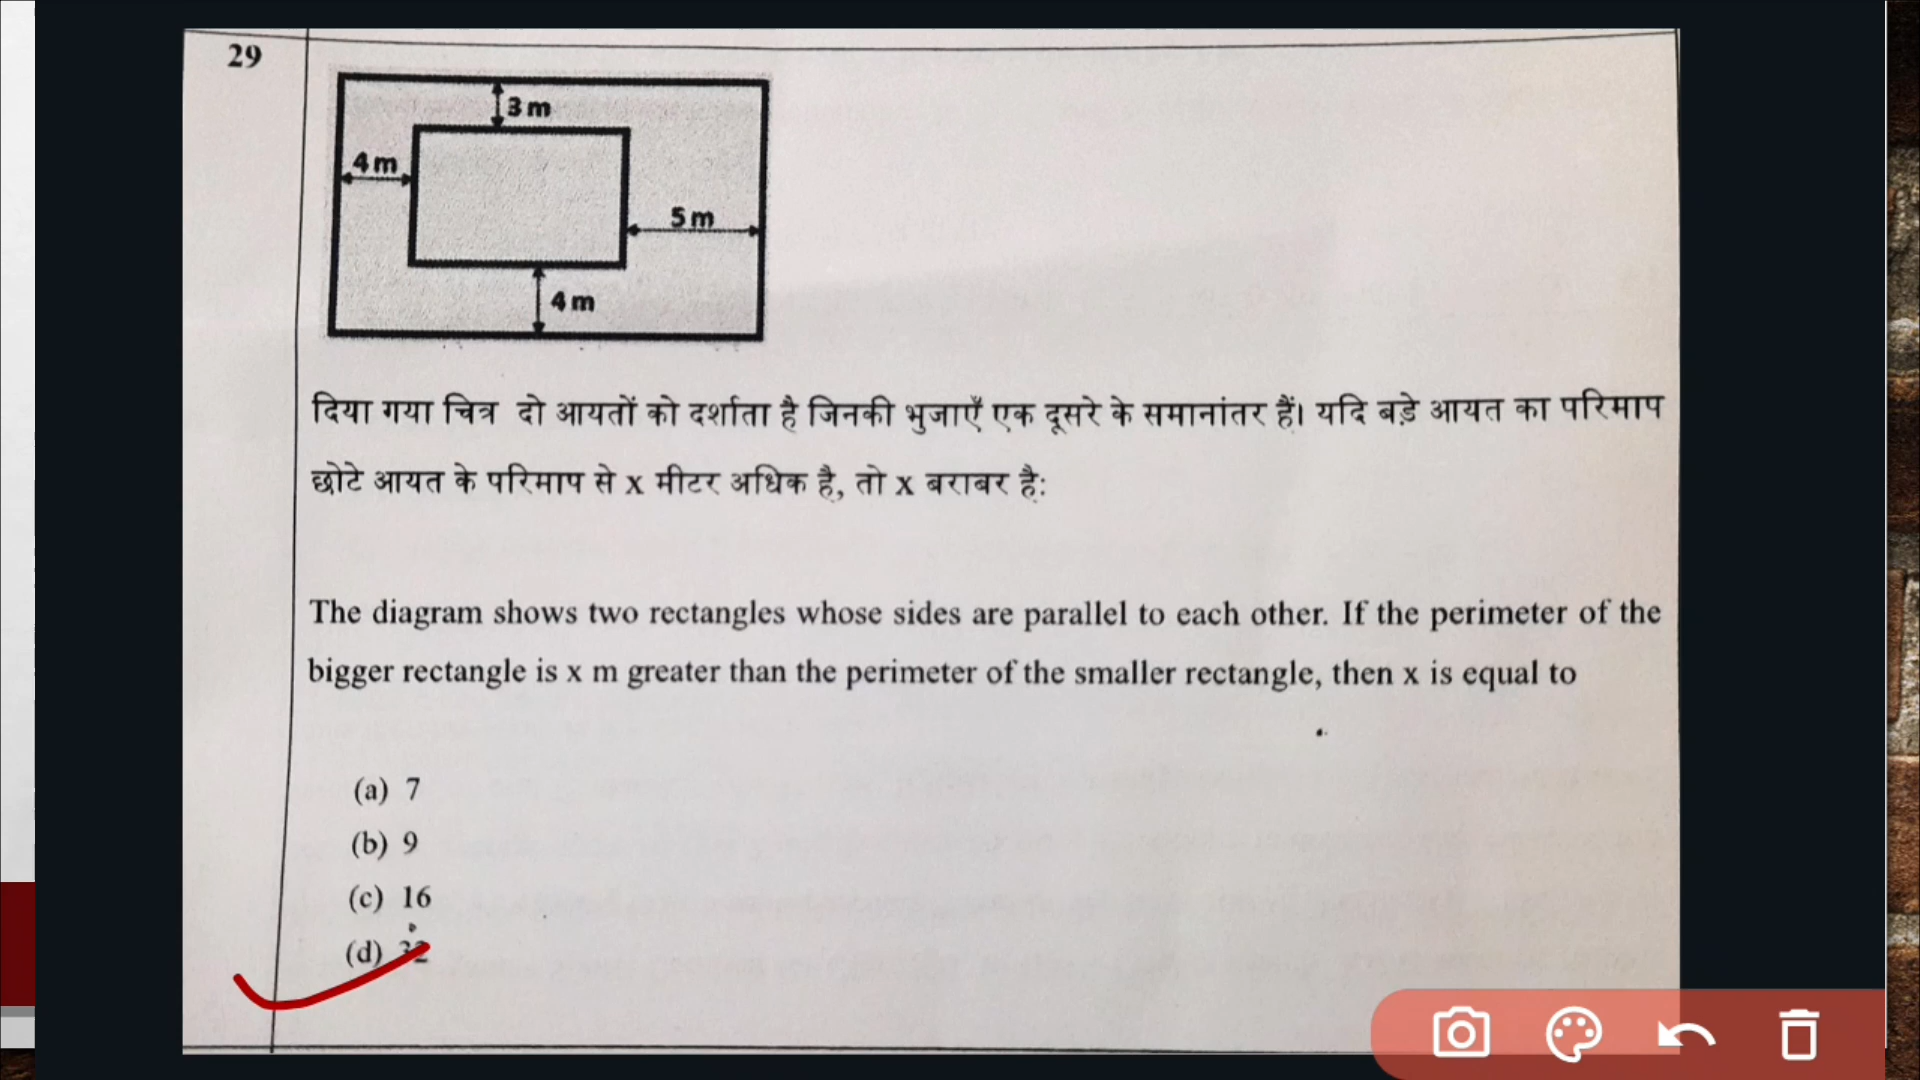 29
3 m
4 m
5 m
4 m
दिया गया चित्र दो आयतों को दर्शाता है जिनकी भुजाएँ एक दूसरे के समानांतर हैं। यदि बड़े आयत का परिमाप
छोटे आयत के परिमाप से x मीटर अधिक है, तो x बराबर है:
The diagram shows two rectangles whose sides are parallel to each other. If the perimeter of the
bigger rectangle is x m greater than the perimeter of the smaller rectangle, then x is equal to
(a) 7
(b) 9
(c) 16
(d) 32